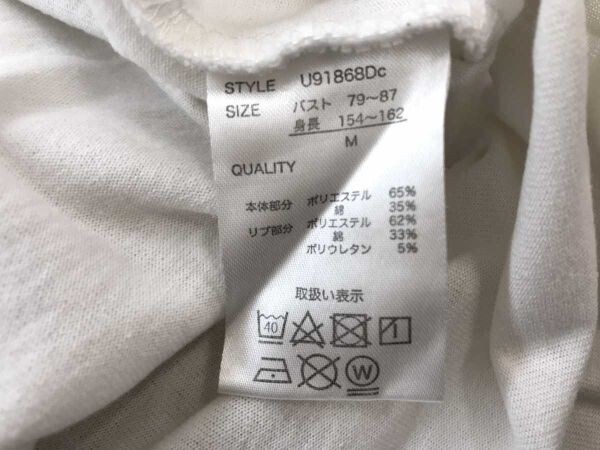 STYLE U91868Dc
SIZE バスト 79〜87
身長 154〜162
M
QUALITY
本体部分 ポリエステル 65%
綿 35%
リブ部分 ポリエステル 62%
綿 33%
ポリウレタン 5%
取扱い表示
40
W